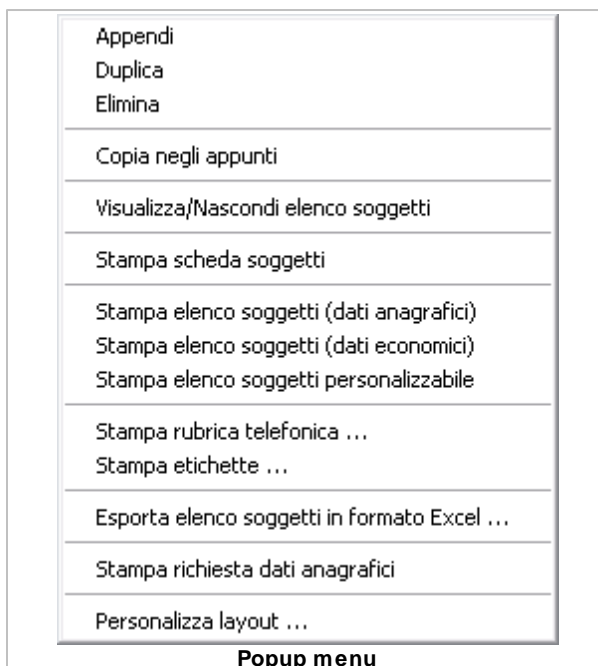 Appendi
Duplica
Elimina
Copia negli appunti
Visualizza/Nascondi elenco soggetti
Stampa scheda soggetti
Stampa elenco soggetti (dati anagrafici)
Stampa elenco soggetti (dati economici)
Stampa elenco soggetti personalizzabile
Stampa rubrica telefonica ...
Stampa etichette ...
Esporta elenco soggetti in formato Excel ...
Stampa richiesta dati anagrafici
Personalizza layout ...
Popup menu